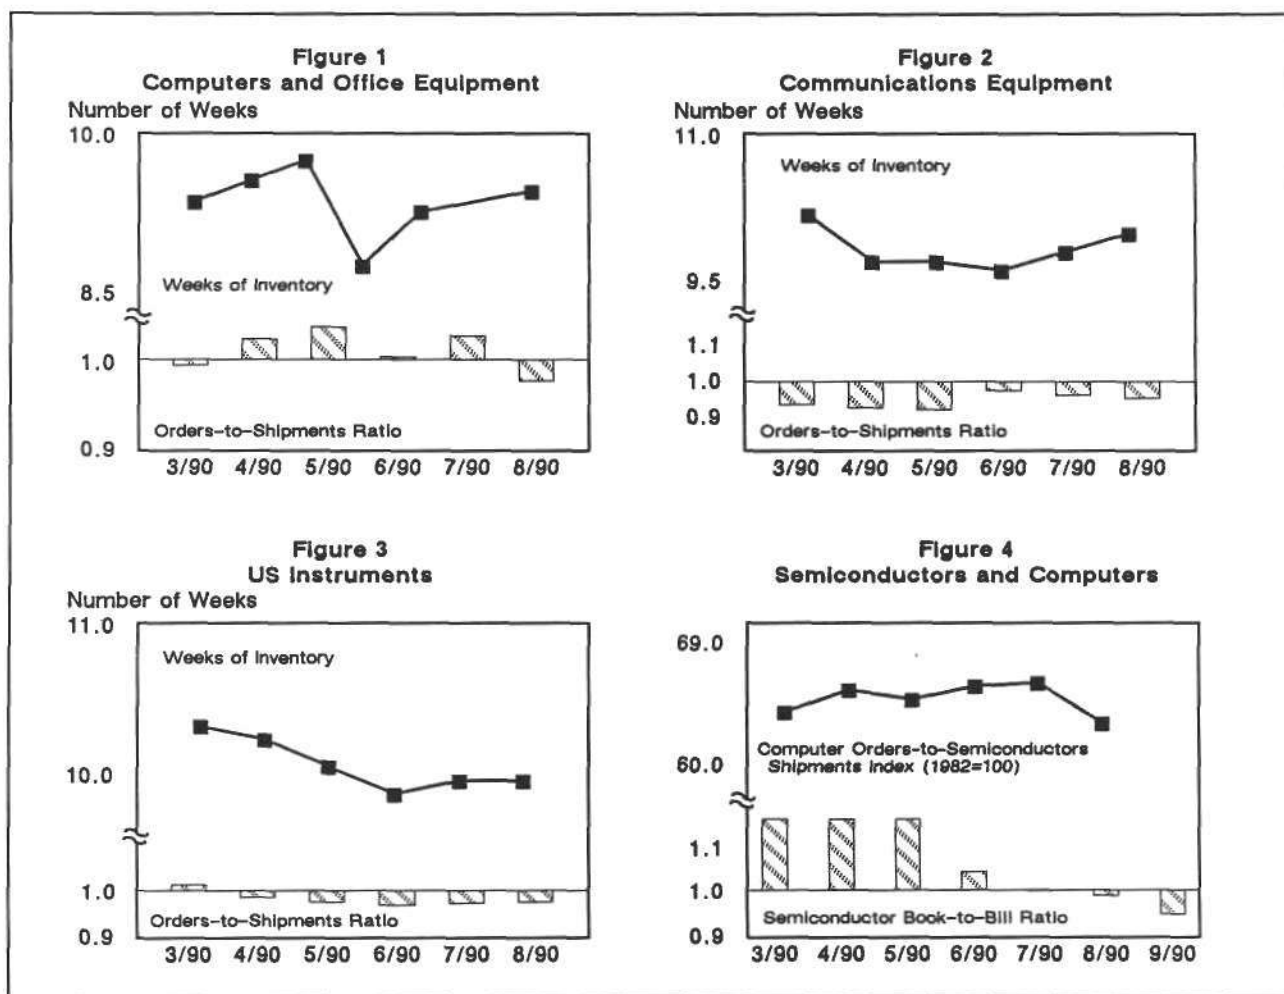 Figure 1
Computers and Office Equipment
Number of Weeks
10.0
Weeks of Inventory
8.5
1.0
Orders-to-Shipments Ratio
0.9
3/90 4/90 5/90 6/90 7/90 8/90
Figure 2
Communications Equipment
Number of Weeks
11.0
Weeks of Inventory
9.5
1.1
1.0
0.9
Orders-to-Shipments Ratio
3/90 4/90 5/90 6/90 7/90 8/90
Figure 3
US Instruments
Number of Weeks
11.0
Weeks of Inventory
10.0
1.0
Orders-to-Shipments Ratio
0.9
3/90 4/90 5/90 6/90 7/90 8/90
Figure 4
Semiconductors and Computers
69.0
Computer Orders-to-Semiconductors
Shipments Index (1982=100)
60.0
1.1
1.0
Semiconductor Book-to-Bill Ratio
0.9
3/90 4/90 5/90 6/90 7/90 8/90 9/90